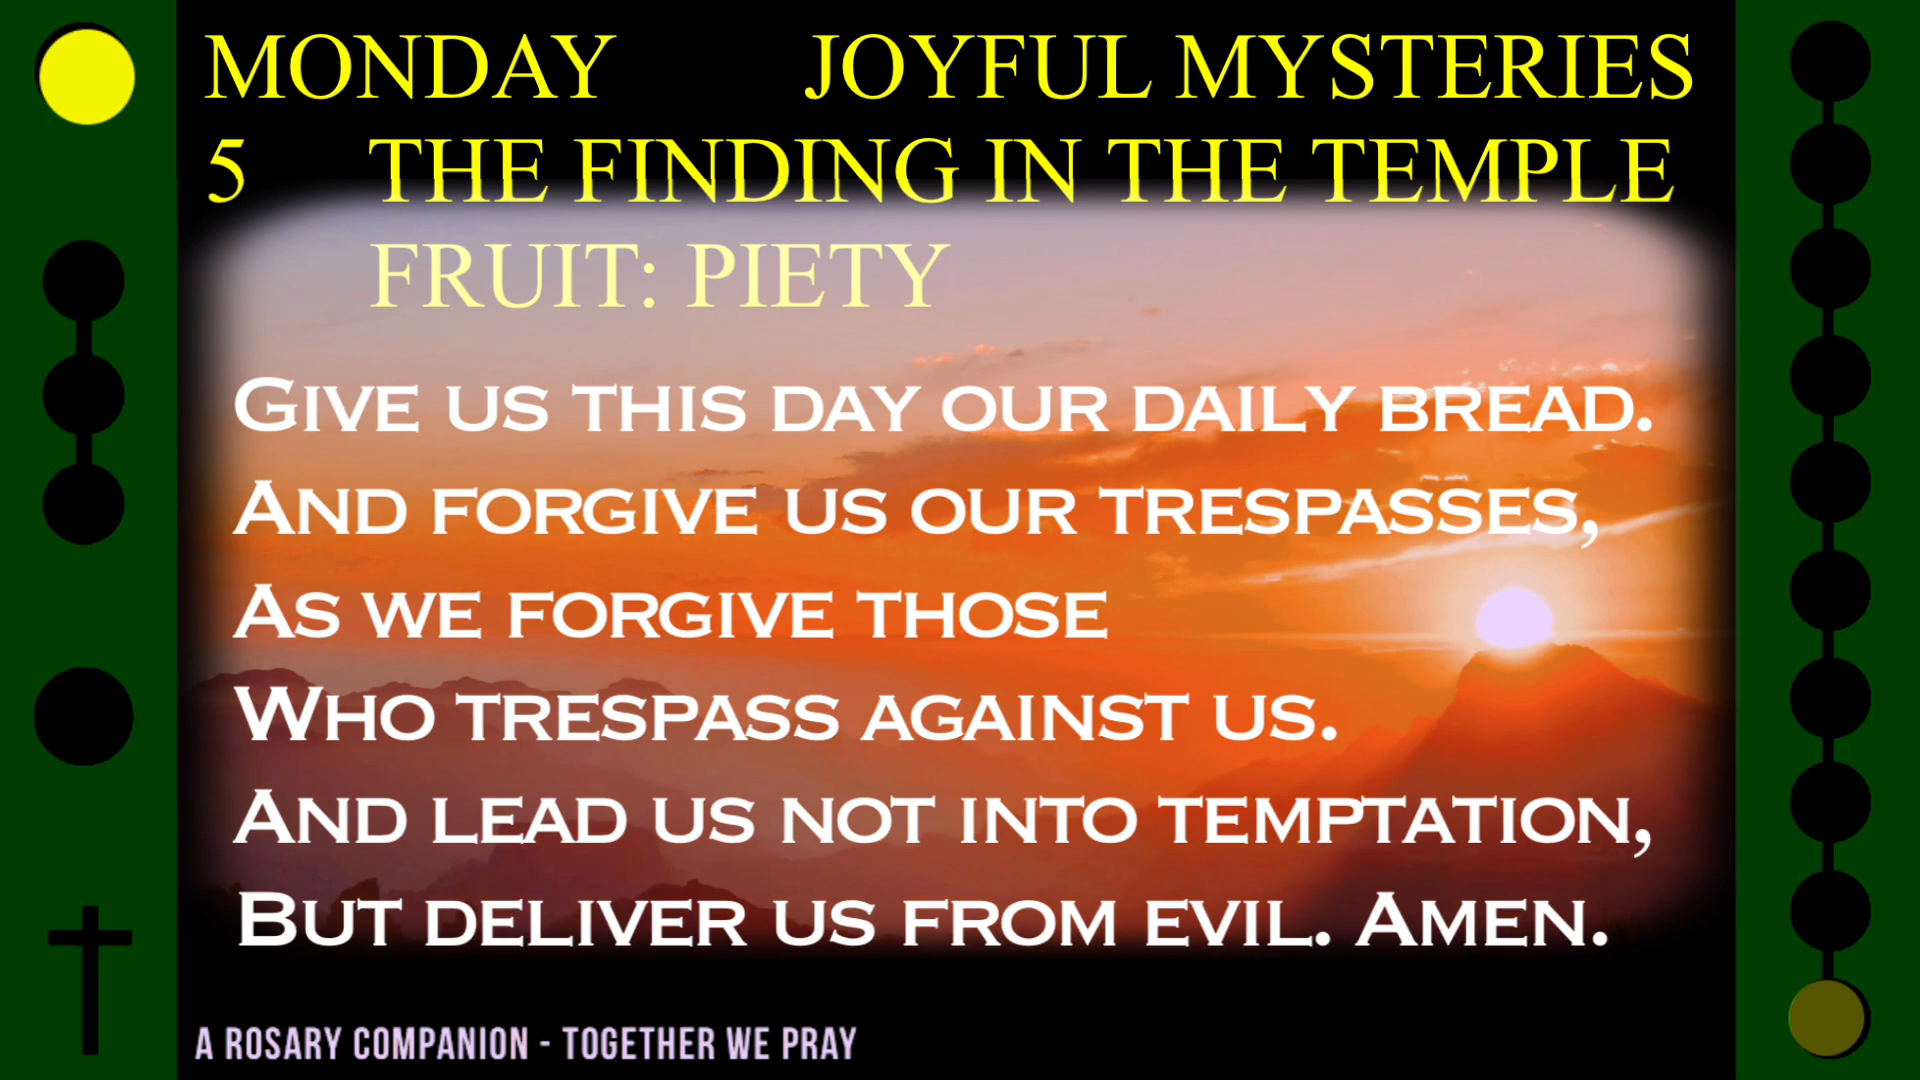 MONDAY JOYFUL MYSTERIES
5 THE FINDING IN THE TEMPLE
FRUIT: PIETY
GIVE US THIS DAY OUR DAILY BREAD.
AND FORGIVE US OUR TRESPASSES,
AS WE FORGIVE THOSE
WHO TRESPASS AGAINST US.
AND LEAD US NOT INTO TEMPTATION,
BUT DELIVER US FROM EVIL. AMEN.
A ROSARY COMPANION - TOGETHER WE PRAY